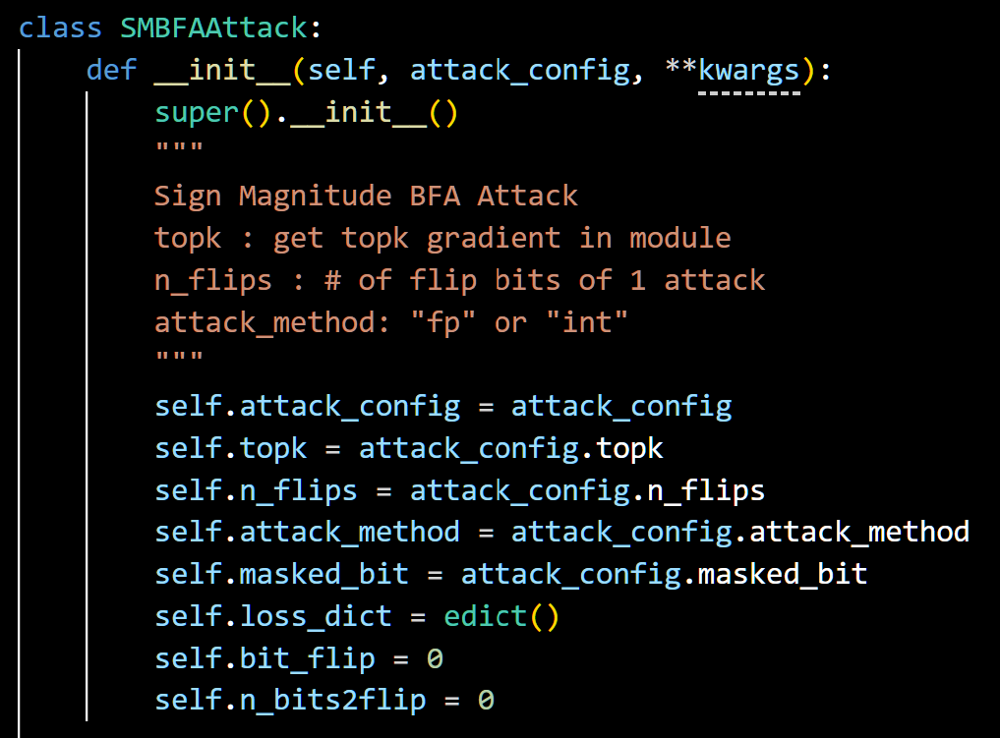 class SMBFAAttack:
    def __init__(self, attack_config, **kwargs):
        super().__init__()
        """
        Sign Magnitude BFA Attack
        topk : get topk gradient in module
        n_flips : # of flip bits of 1 attack
        attack_method: "fp" or "int"
        """
        self.attack_config = attack_config
        self.topk = attack_config.topk
        self.n_flips = attack_config.n_flips
        self.attack_method = attack_config.attack_method
        self.masked_bit = attack_config.masked_bit
        self.loss_dict = edict()
        self.bit_flip = 0
        self.n_bits2flip = 0